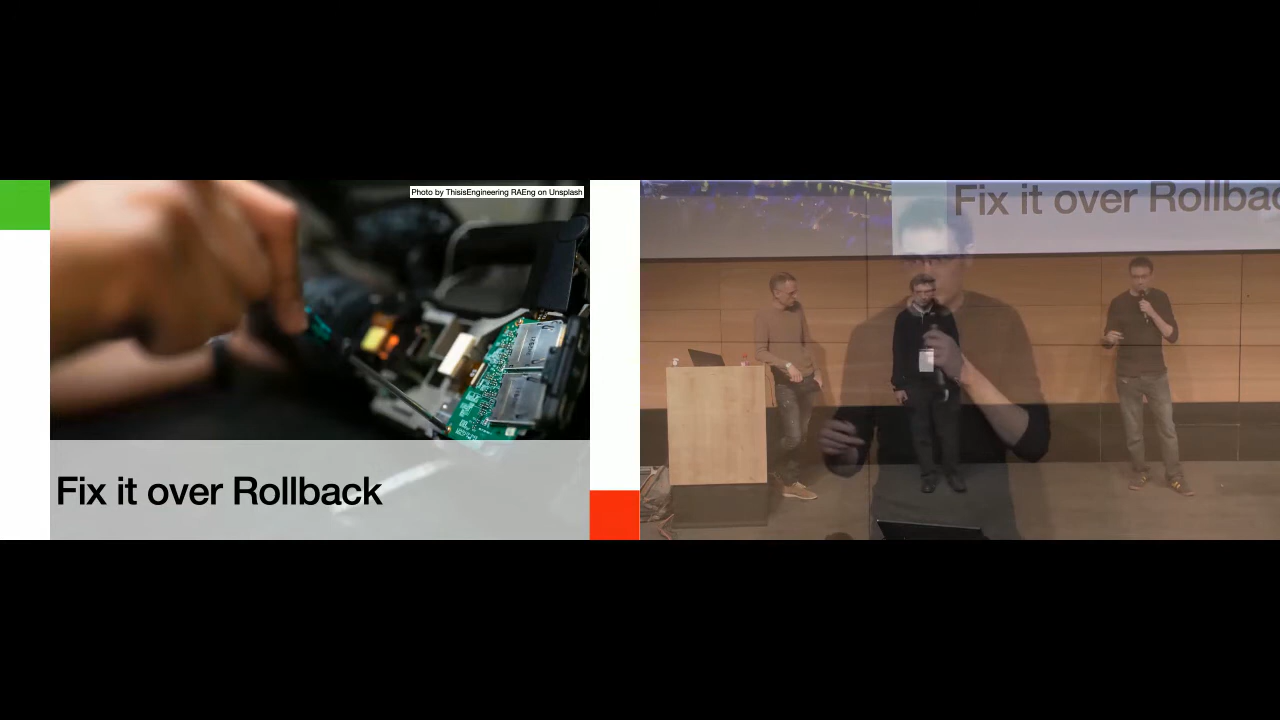 Photo by ThisisEngineering RAEng on Unsplash
Fix it over Rollback
Fix it over Rollbac